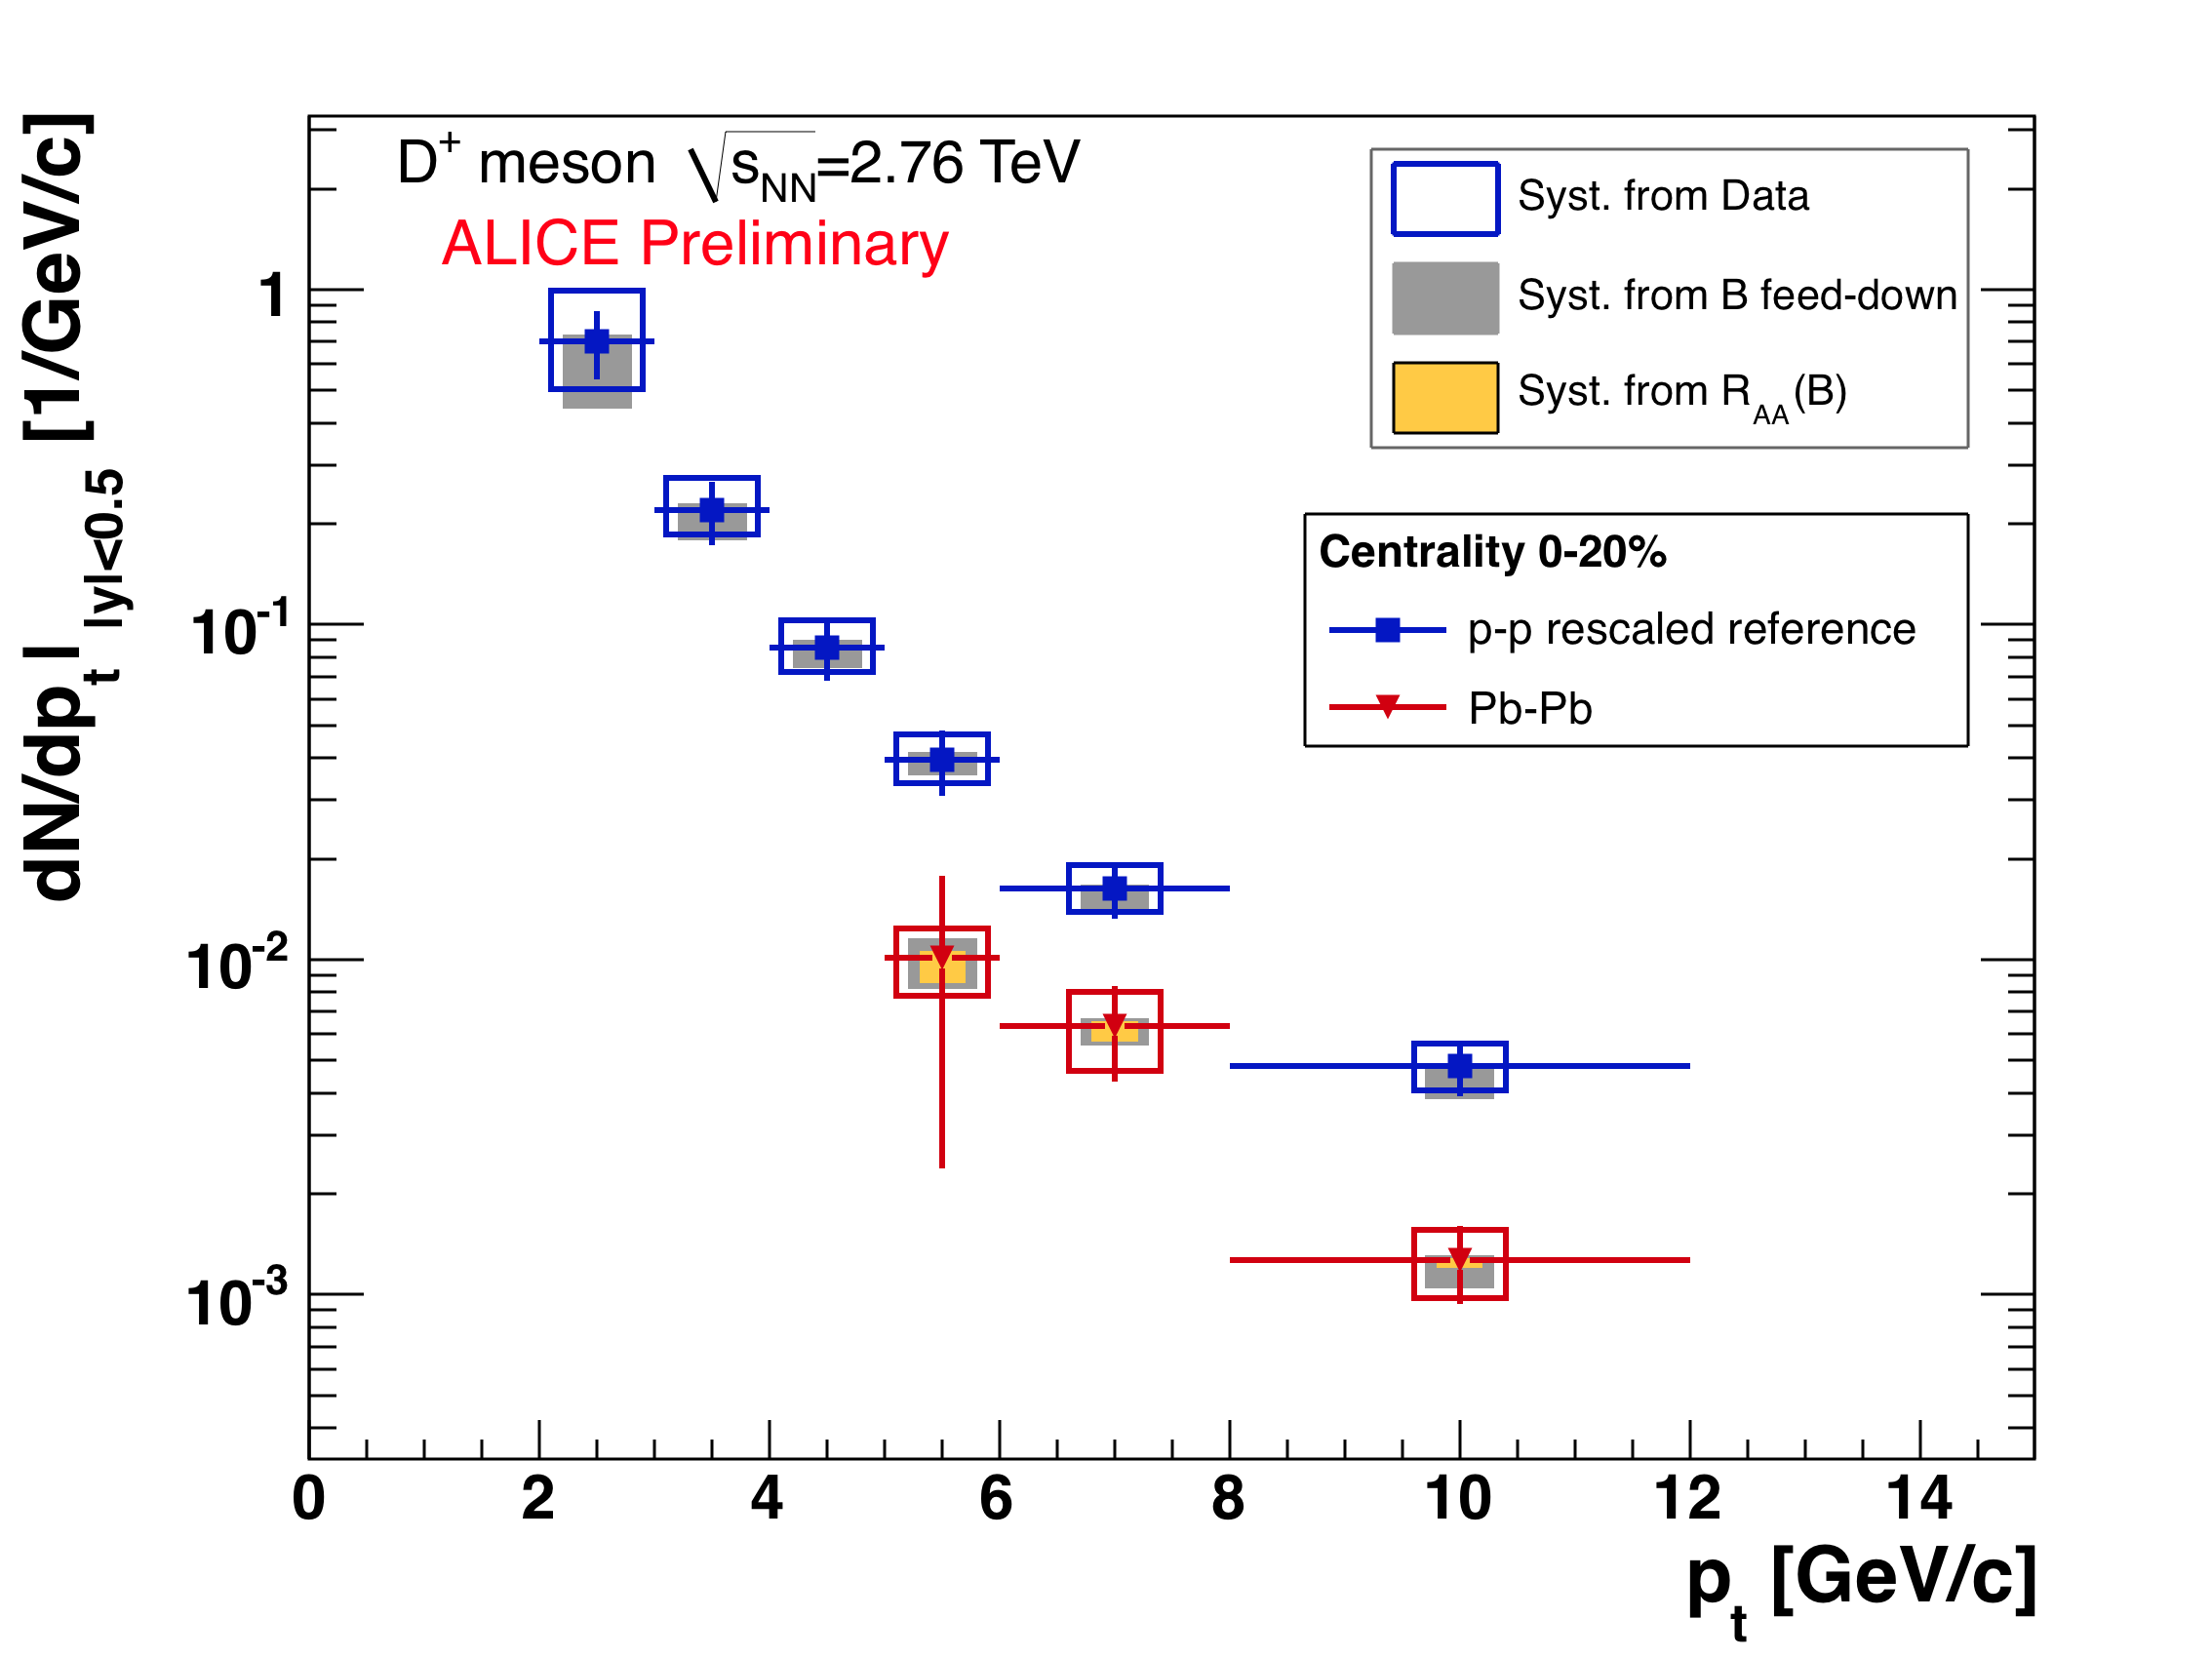 D+ meson √sNN=2.76 TeV
ALICE Preliminary
Syst. from Data
Syst. from B feed-down
Syst. from RAA(B)
Centrality 0-20%
p-p rescaled reference
Pb-Pb
dN/dpt| |y|<0.5 [1/GeV/c]
1
10-1
10-2
10-3
0 2 4 6 8 10 12 14
pt [GeV/c]